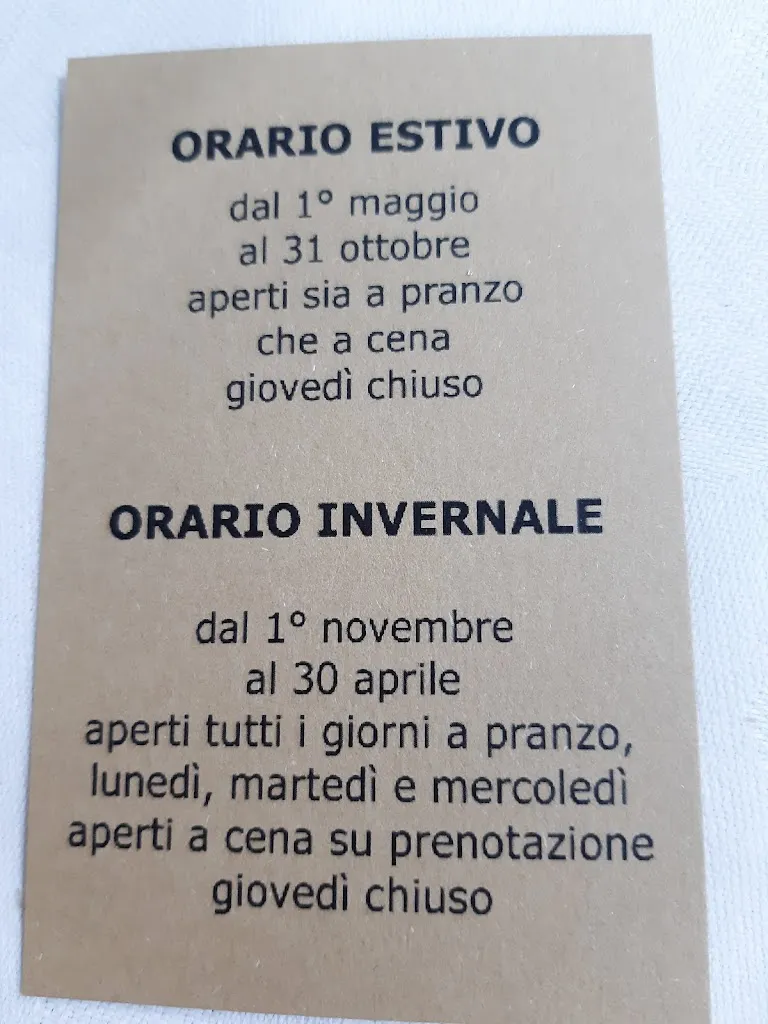 ORARIO ESTIVO
dal 1° maggio
al 31 ottobre
aperti sia a pranzo
che a cena
giovedì chiuso
ORARIO INVERNALE
dal 1° novembre
al 30 aprile
aperti tutti i giorni a pranzo,
lunedì, martedì e mercoledì
aperti a cena su prenotazione
giovedì chiuso